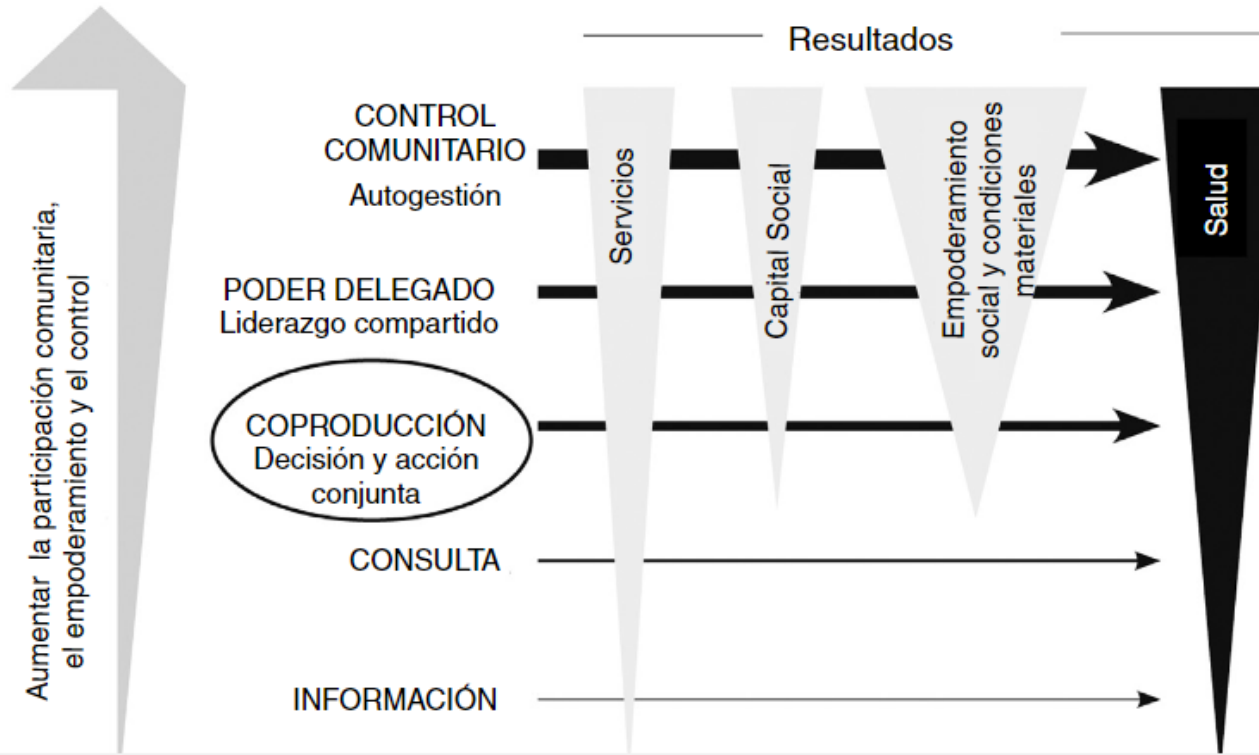 Resultados
Aumentar la participación comunitaria,
el empoderamiento y el control
CONTROL
COMUNITARIO
Autogestión
PODER DELEGADO
Liderazgo compartido
COPRODUCCIÓN
Decisión y acción
conjunta
CONSULTA
INFORMACIÓN
Servicios
Capital Social
Empoderamiento
social y condiciones
materiales
Salud